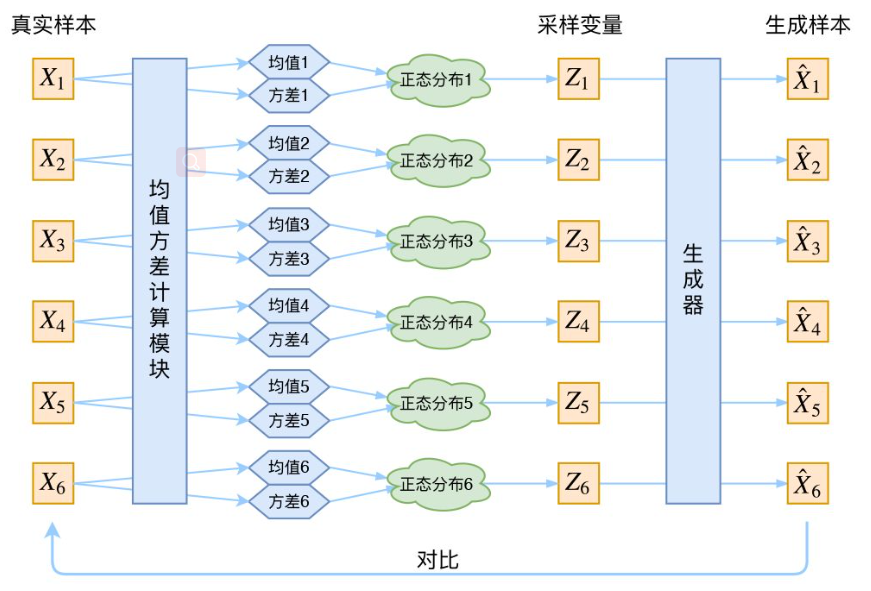 真实样本 采样变量 生成样本
X₁ 均值1 方差1 正态分布1 Z₁ X̂₁
X₂ 均值2 方差2 正态分布2 Z₂ X̂₂
X₃ 均值3 方差3 正态分布3 Z₃ X̂₃
X₄ 均值4 方差4 正态分布4 Z₄ X̂₄
X₅ 均值5 方差5 正态分布5 Z₅ X̂₅
X₆ 均值6 方差6 正态分布6 Z₆ X̂₆
均值方差计算模块
生成器
对比